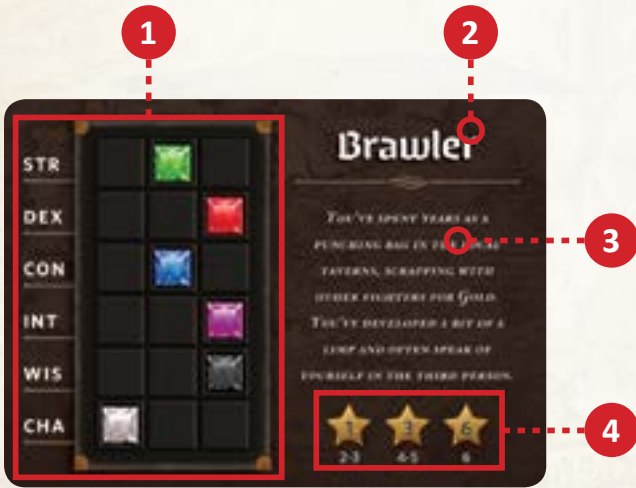 1
2
STR
DEX
CON
INT
WIS
CHA
Brawler
You've spent years as a
punching bag in the local
taverns, scrapping with
other fighters for Gold.
You've developed a bit of a
limp and often speak of
yourself in the third person.
3
1 3 6
2-3 4-5 6
4